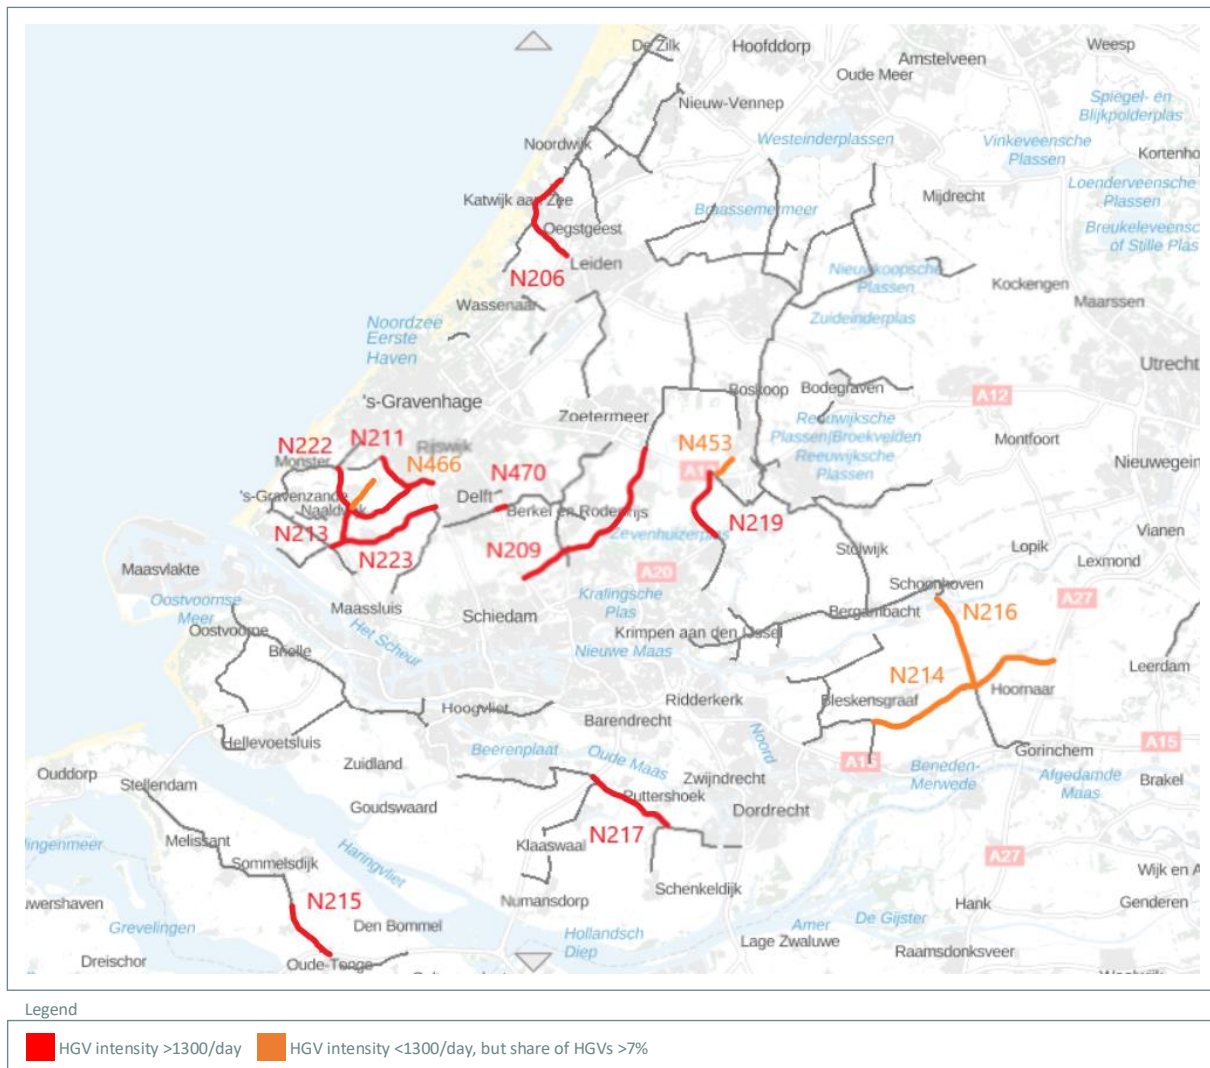 De Zilk
Hoofddorp
Weesp
Amstelveen
Oude Meer
Nieuw-Vennep
Spiegel- en
Blijkpolderplas
Noordwijk
Westeinderplassen
Vinkeveensche
Plassen
Kortenho
Katwijk aan Zee
Braassemermeer
Mijdrecht
Loenderveensche
Plassen
Oegstgeest
Breukeleveensc
of Stille Plas
Leiden
N206
Nieuwkoopsche
Plassen
Kockengen
Wassenaar
Maarssen
Noordzee
Eerste
Haven
Zuideinderplas
Utrecht
's-Gravenhage
Boskoop
Bodegraven
A12
Zoetermeer
Reeuwijksche
Plassen/Broekvelden
Reeuwijksche
Plassen
N222
N211
Rijswijk
N453
Montfoort
Monster
N466
N470
Nieuwegein
's-Gravenzande
Naaldwijk
Delft
Berkel en Rodenrijs
N213
N223
N209
Zevenhuizerplas
N219
Vianen
Stolwijk
Lopik
Lexmond
Maasvlakte
A20
Schoonhoven
Oostvoornse
Meer
Maassluis
Schiedam
Kralingsche
Plas
Bergambacht
N216
A27
Oostvoorne
Het Scheur
Krimpen aan den IJssel
Brielle
Nieuwe Maas
Leerdam
N214
Hoornaar
Hoogvliet
Ridderkerk
Bleskensgraaf
Barendrecht
Hellevoetsluis
Beerenplaat
Oude Maas
Noord
Gorinchem
A15
Zuidland
A15
Beneden-
Merwede
Afgedamde
Maas
Ouddorp
Stellendam
Zwijndrecht
Brakel
Goudswaard
Puttershoek
Dordrecht
Melissant
lingenmeer
Klaaswaal
N217
Haringvliet
A27
Sommelsdijk
Wijk en A
Schenkeldijk
uwershaven
N215
Numansdorp
Hank
Genderen
Grevelingen
Den Bommel
Amer
De Gijster
Hollandsch
Diep
Lage Zwaluwe
Raamsdonksveer
Dreischor
Oude-Tonge
Legend
HGV intensity >1300/day HGV intensity <1300/day, but share of HGVs >7%